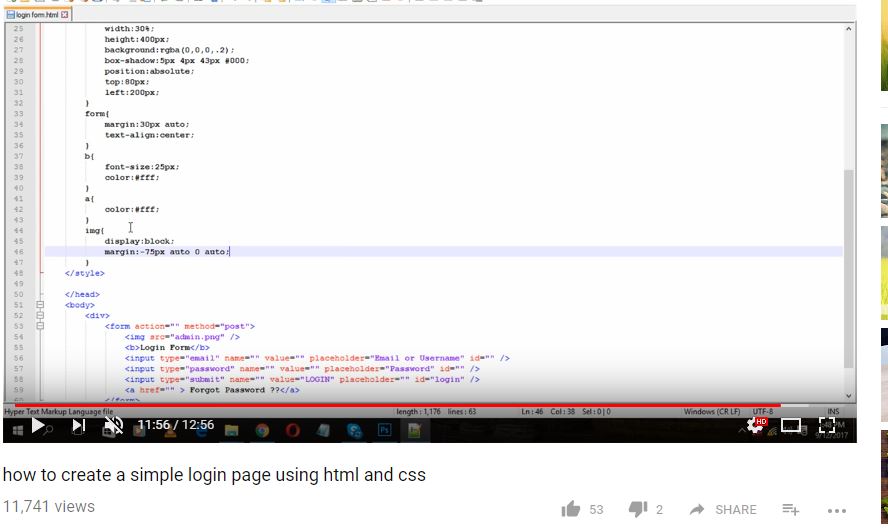 login form.html
25 width:30%;
26 height:400px;
27 background:rgba(0,0,0,.2);
28 box-shadow:5px 4px 43px #000;
29 position:absolute;
30 top:80px;
31 left:200px;
32 }
33 form{
34 margin:30px auto;
35 text-align:center;
36 }
37 b{
38 font-size:25px;
39 color:#fff;
40 }
41 a{
42 color:#fff;
43 }
44 img{
45 display:block;
46 margin:-75px auto 0 auto;
47 }
48 </style>
49
50 </head>
51 <body>
52 <div>
53 <form action="" method="post">
54 <img src="admin.png" />
55 <b>Login Form</b>
56 <input type="email" name="" value="" placeholder="Email or Username" id="" />
57 <input type="password" name="" value="" placeholder="Password" id="" />
58 <input type="submit" name="" value="LOGIN" placeholder="" id="login" />
59 <a href="" > Forgot Password ??</a>
60 </form>
Hyper Text Markup Language file length : 1,176 lines : 63 Ln : 46 Col : 38 Sel : 0 | 0 Windows (CR LF) UTF-8 INS
11:56 / 12:56 HD
9/12/2017
how to create a simple login page using html and css
11,741 views 53 2 SHARE